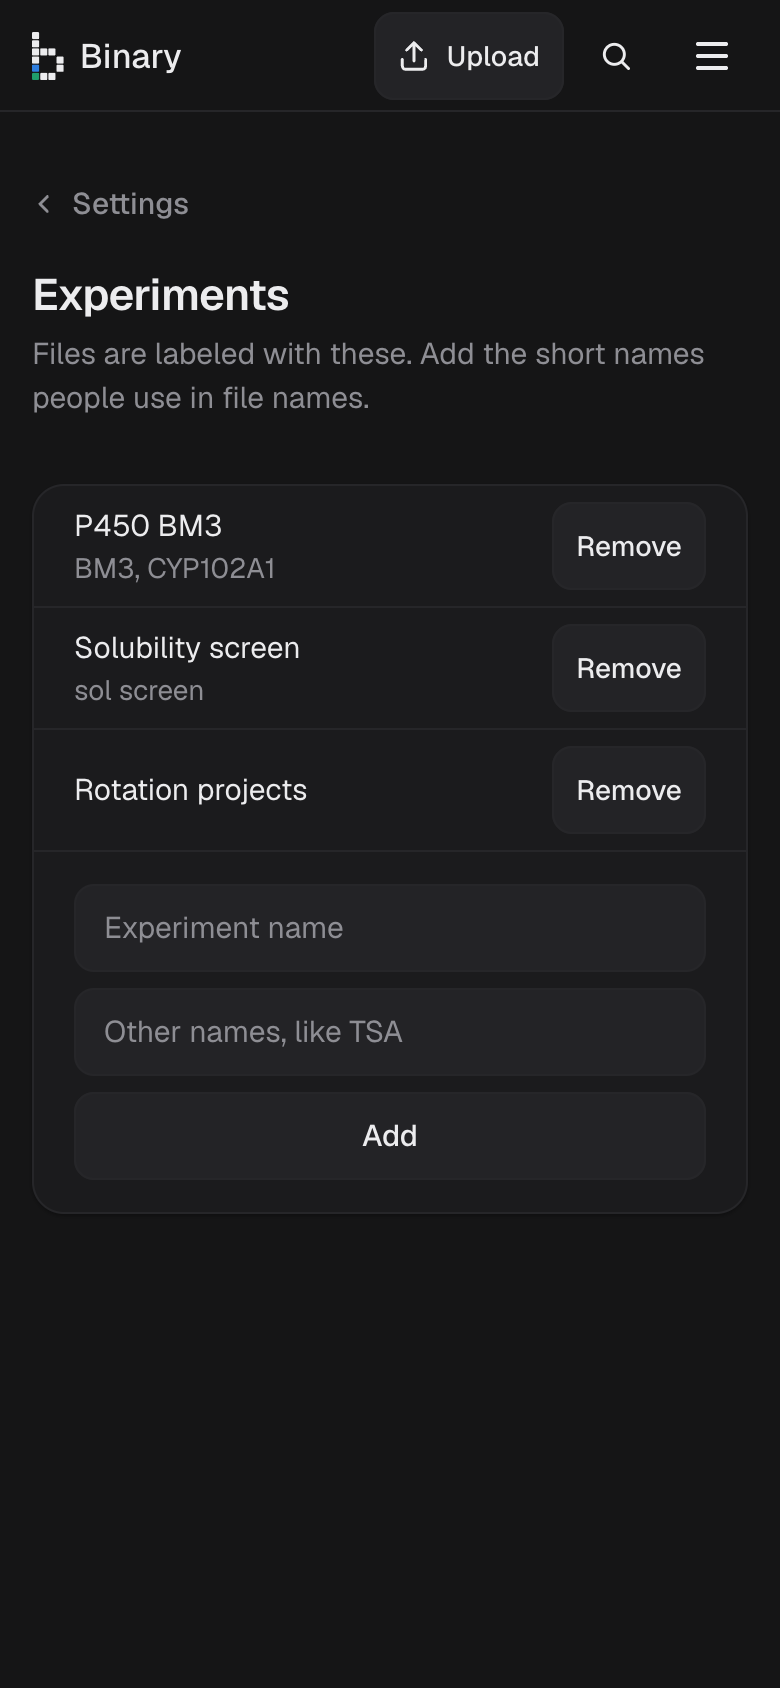 Binary
Upload
Settings
Experiments
Files are labeled with these. Add the short names
people use in file names.
P450 BM3
BM3, CYP102A1
Remove
Solubility screen
sol screen
Remove
Rotation projects
Remove
Experiment name
Other names, like TSA
Add